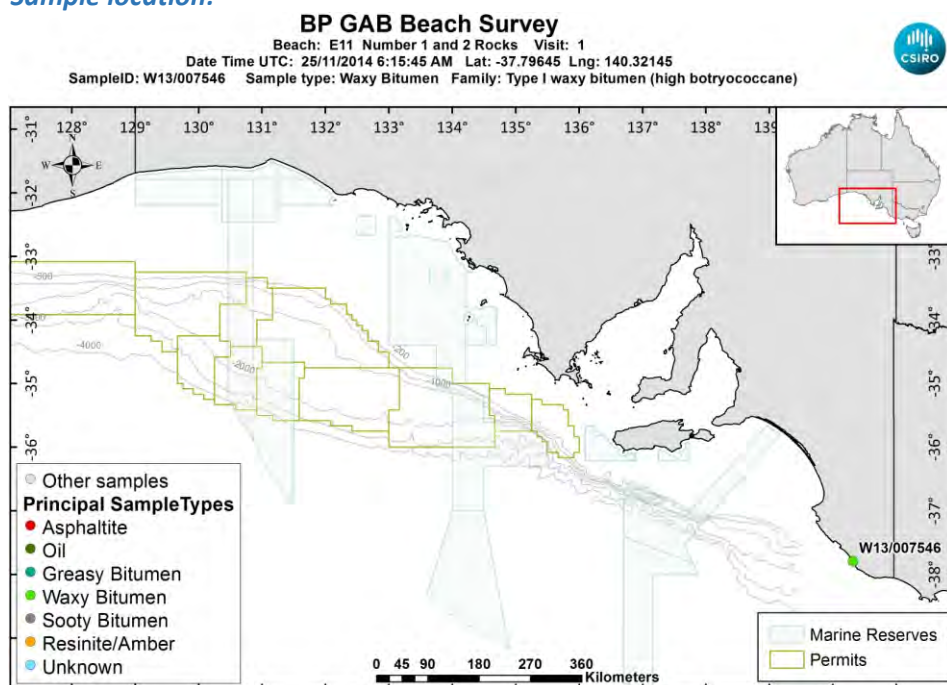 Sample location:
BP GAB Beach Survey
Beach: E11 Number 1 and 2 Rocks Visit: 1
Date Time UTC: 25/11/2014 6:15:45 AM Lat: -37.79645 Lng: 140.32145
SampleID: W13/007546 Sample type: Waxy Bitumen Family: Type I waxy bitumen (high botryococcane)
CSIRO
128° 129° 130° 131° 132° 133° 134° 135° 136° 137° 138° 139
-31°
-32°
-33°
-34°
-35°
-36°
-37°
-38°
N
W E
S
-33°
-34°
-35°
-36°
-37°
-38°
-4000
-2000
-200
-1000
W13/007546
Other samples
Principal SampleTypes
Asphaltite
Oil
Greasy Bitumen
Waxy Bitumen
Sooty Bitumen
Resinite/Amber
Unknown
0 45 90 180 270 360
Kilometers
Marine Reserves
Permits